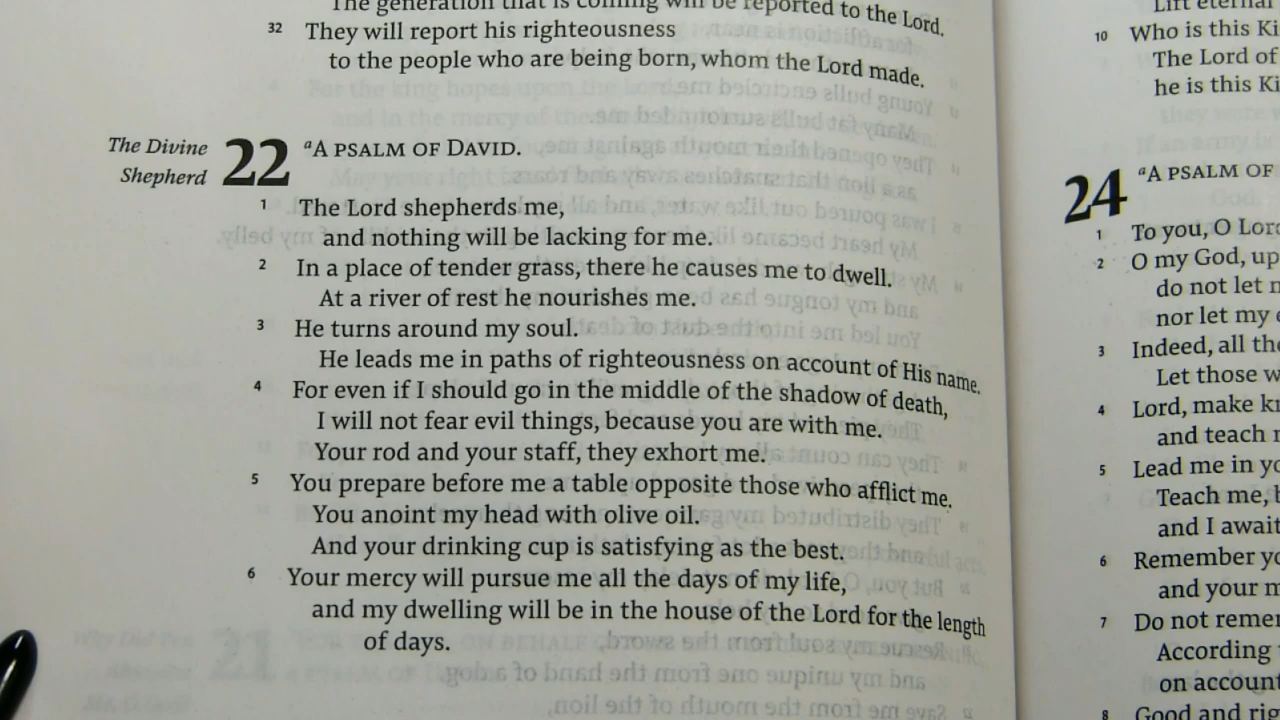 The generation that is coming will be reported to the Lord.
32 They will report his righteousness
to the people who are being born, whom the Lord made.
The Divine
Shepherd
22 aA PSALM OF DAVID.
1 The Lord shepherds me,
and nothing will be lacking for me.
2 In a place of tender grass, there he causes me to dwell.
At a river of rest he nourishes me.
3 He turns around my soul.
He leads me in paths of righteousness on account of His name.
4 For even if I should go in the middle of the shadow of death,
I will not fear evil things, because you are with me.
Your rod and your staff, they exhort me.
5 You prepare before me a table opposite those who afflict me.
You anoint my head with olive oil.
And your drinking cup is satisfying as the best.
6 Your mercy will pursue me all the days of my life,
and my dwelling will be in the house of the Lord for the length
of days.
Lift eternal
10 Who is this Ki
The Lord of
he is this Ki
24 aA PSALM OF
1 To you, O Lord
2 O my God, up
do not let m
nor let my e
3 Indeed, all the
Let those w
4 Lord, make kn
and teach m
5 Lead me in yo
Teach me, b
and I await
6 Remember yo
and your m
7 Do not remem
According
on account
8 Good and rig